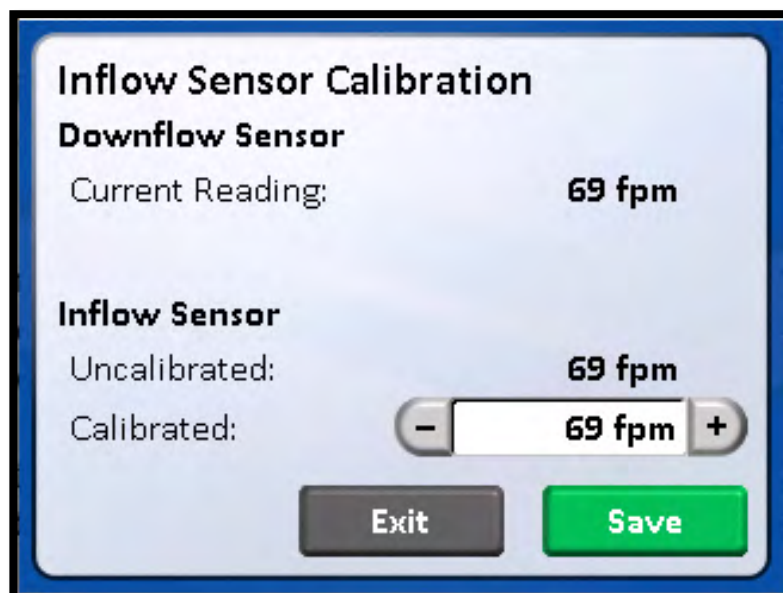 Inflow Sensor Calibration
Downflow Sensor
Current Reading: 69 fpm
Inflow Sensor
Uncalibrated: 69 fpm
Calibrated: - 69 fpm +
Exit Save